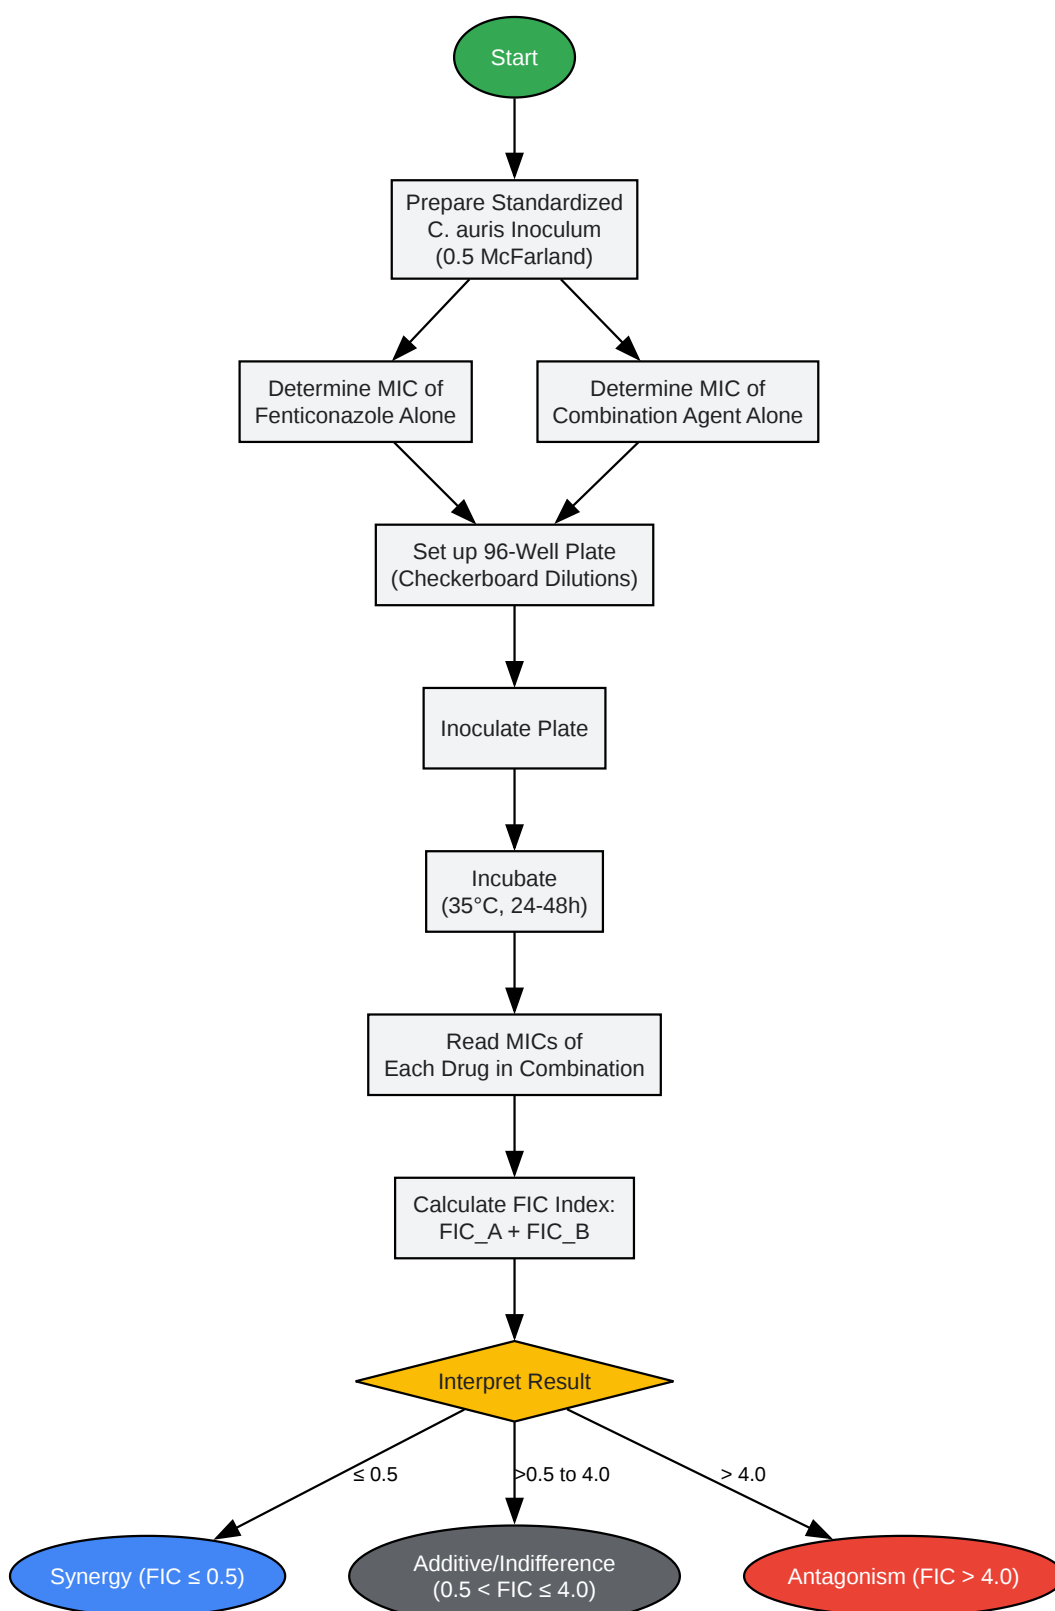 Start
Prepare Standardized
C. auris Inoculum
(0.5 McFarland)
Determine MIC of
Fenticonazole Alone
Determine MIC of
Combination Agent Alone
Set up 96-Well Plate
(Checkerboard Dilutions)
Inoculate Plate
Incubate
(35°C, 24-48h)
Read MICs of
Each Drug in Combination
Calculate FIC Index:
FIC_A + FIC_B
Interpret Result
≤ 0.5
>0.5 to 4.0
> 4.0
Synergy (FIC ≤ 0.5)
Additive/Indifference
(0.5 < FIC ≤ 4.0)
Antagonism (FIC > 4.0)